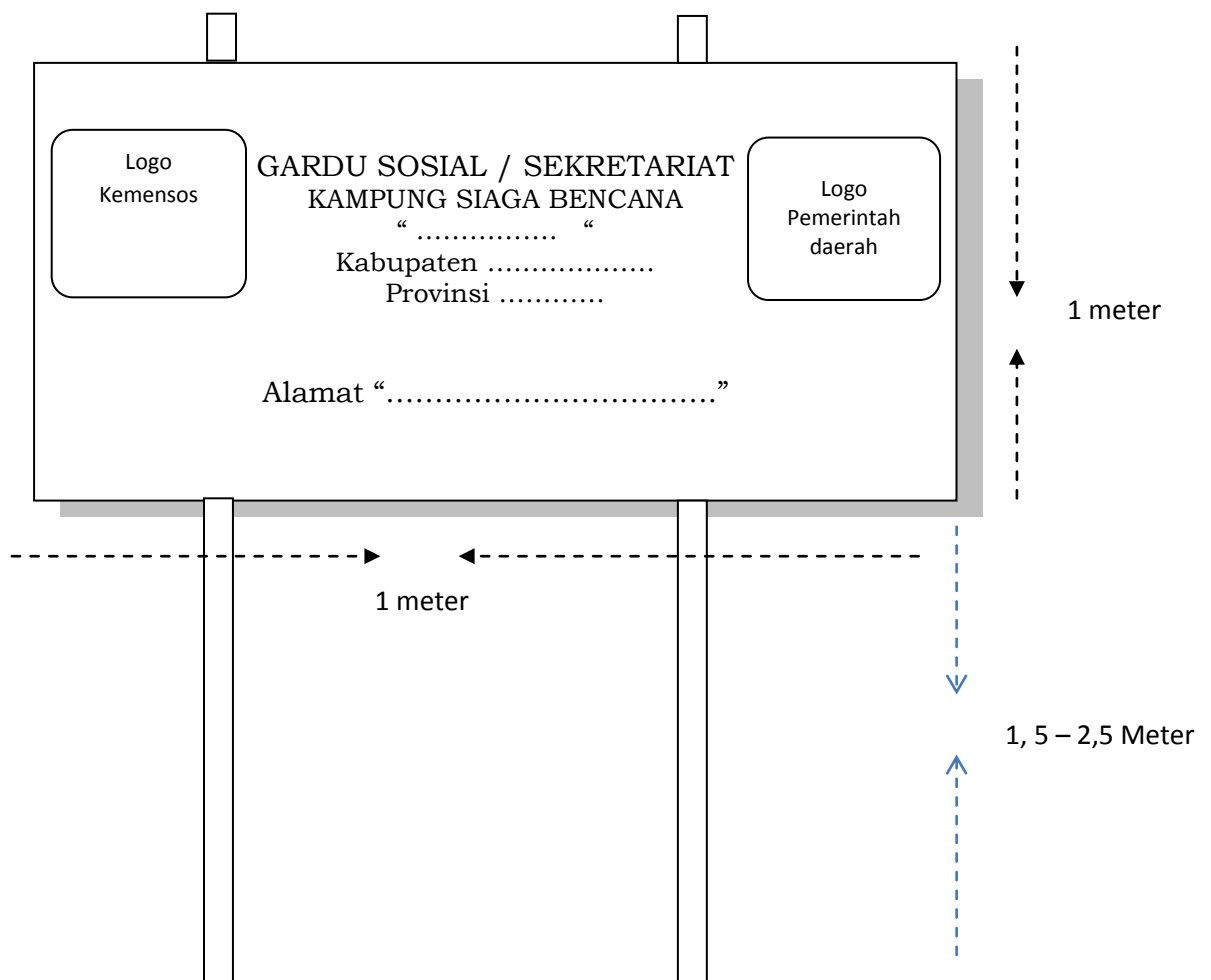 Logo
Kemensos
GARDU SOSIAL / SEKRETARIAT
KAMPUNG SIAGA BENCANA
“ ................ “
Kabupaten ...................
Provinsi ............
Logo
Pemerintah
daerah
Alamat “..................................”
1 meter
1 meter
1, 5 – 2,5 Meter